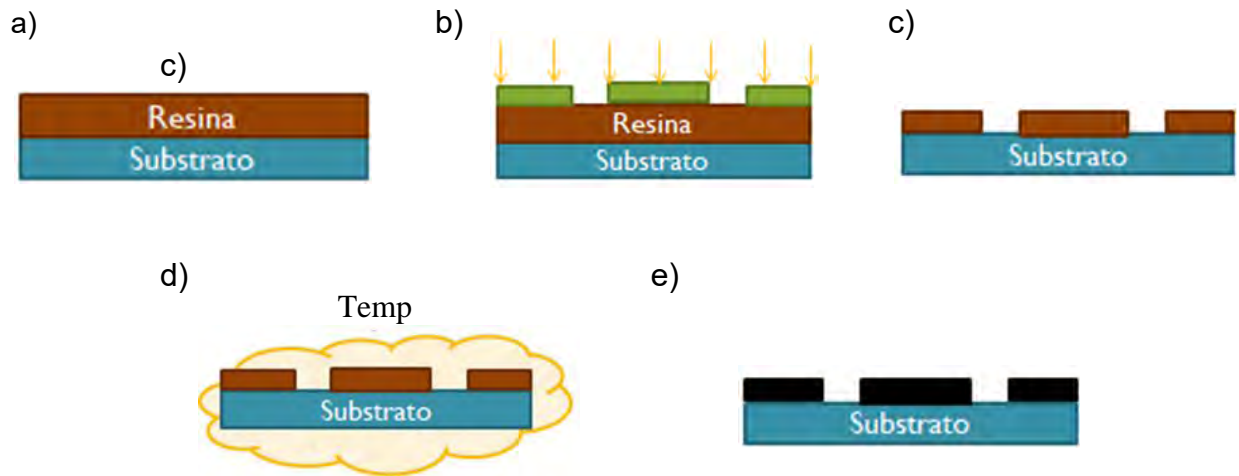 a)
c)
Resina
Substrato
b)
Resina
Substrato
c)
Substrato
d)
Temp
Substrato
e)
Substrato